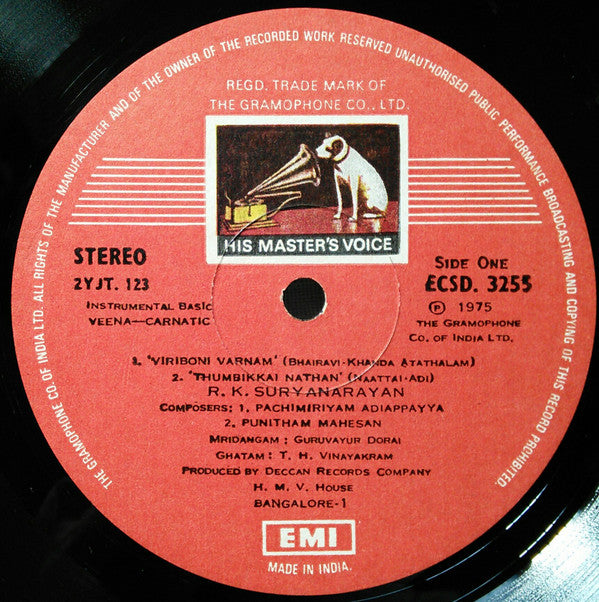 THE GRAMOPHONE CO. OF INDIA LTD. ALL RIGHTS OF THE MANUFACTURER AND OF THE OWNER OF THE RECORDED WORK RESERVED UNAUTHORISED PUBLIC PERFORMANCE BROADCASTING AND COPYING OF THIS RECORD PROHIBITED.
REGD. TRADE MARK OF
THE GRAMOPHONE CO., LTD.
HIS MASTER'S VOICE
STEREO
2YJT. 123
INSTRUMENTAL BASIC
VEENA—CARNATIC
SIDE ONE
ECSD. 3255
Ⓟ 1975
THE GRAMOPHONE
CO. OF INDIA LTD.
1. 'VIRIBONI VARNAM' (BHAIRAVI-KHANDA ATATHALAM)
2. 'THUMBIKKAI NATHAN' (NAATTAI-ADI)
R. K. SURYANARAYAN
COMPOSERS: 1. PACHIMIRIYAM ADIAPPAYYA
2. PUNITHAM MAHESAN
MRIDANGAM : GURUVAYUR DORAI
GHATAM : T. H. VINAYAKRAM
PRODUCED BY DECCAN RECORDS COMPANY
H. M. V. HOUSE
BANGALORE-1
EMI
MADE IN INDIA.